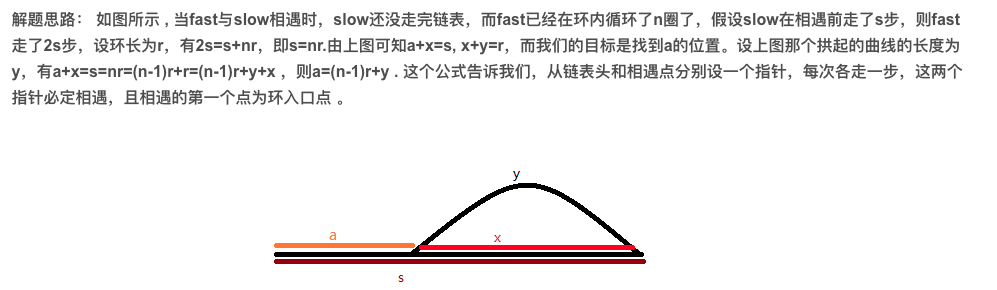 解题思路： 如图所示 , 当fast与slow相遇时，slow还没走完链表，而fast已经在环内循环了n圈了，假设slow在相遇前走了s步，则fast
走了2s步，设环长为r，有2s=s+nr，即s=nr.由上图可知a+x=s, x+y=r，而我们的目标是找到a的位置。设上图那个拱起的曲线的长度为
y，有a+x=s=nr=(n-1)r+r=(n-1)r+y+x ，则a=(n-1)r+y . 这个公式告诉我们，从链表头和相遇点分别设一个指针，每次各走一步，这两个
指针必定相遇，且相遇的第一个点为环入口点 。
y
a
x
s